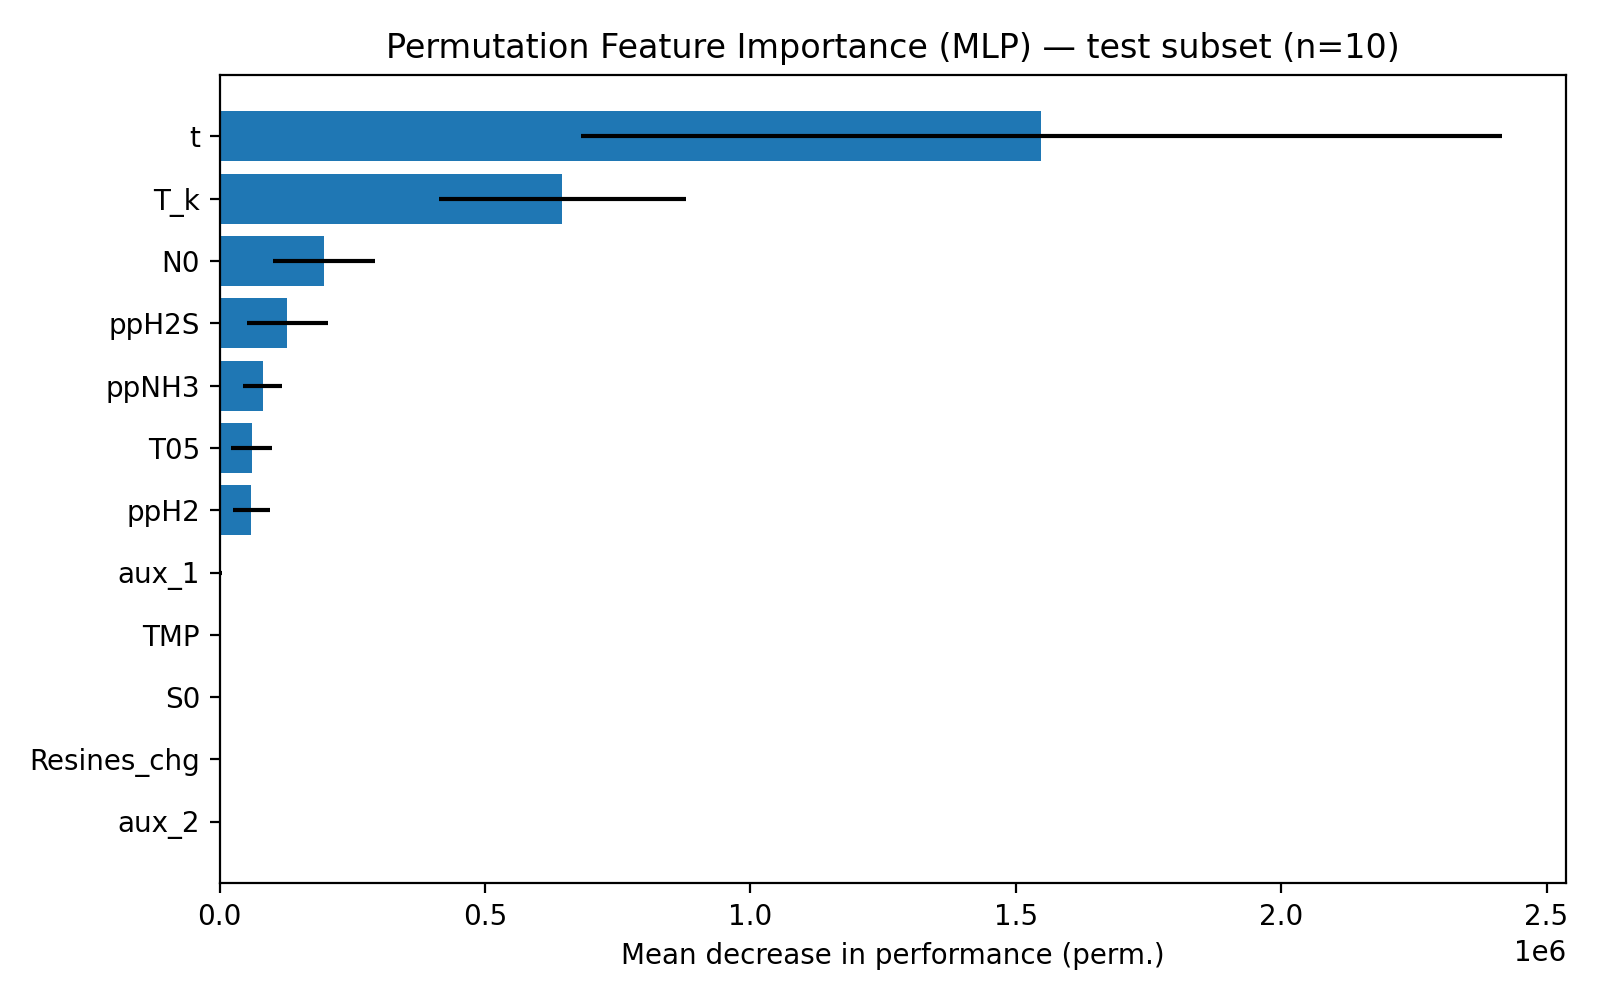 Permutation Feature Importance (MLP) — test subset (n=10)
t
T_k
N0
ppH2S
ppNH3
T05
ppH2
aux_1
TMP
S0
Resines_chg
aux_2
0.0 0.5 1.0 1.5 2.0 2.5
1e6
Mean decrease in performance (perm.)